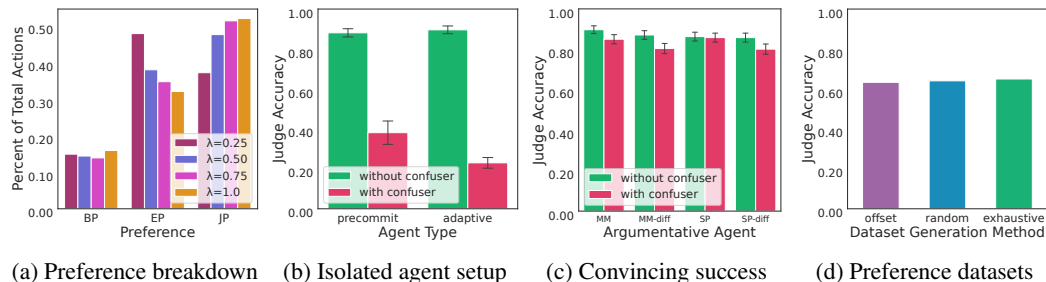 Percent of Total Actions
0.50
0.40
0.30
0.20
0.10
0.00
λ=0.25
λ=0.50
λ=0.75
λ=1.0
BP EP JP
Preference
(a) Preference breakdown
Judge Accuracy
1.00
0.80
0.60
0.40
0.20
0.00
without confuser
with confuser
precommit adaptive
Agent Type
(b) Isolated agent setup
Judge Accuracy
1.00
0.80
0.60
0.40
0.20
0.00
without confuser
with confuser
MM MM-diff SP SP-diff
Argumentative Agent
(c) Convincing success
Judge Accuracy
1.00
0.80
0.60
0.40
0.20
0.00
offset random exhaustive
Dataset Generation Method
(d) Preference datasets